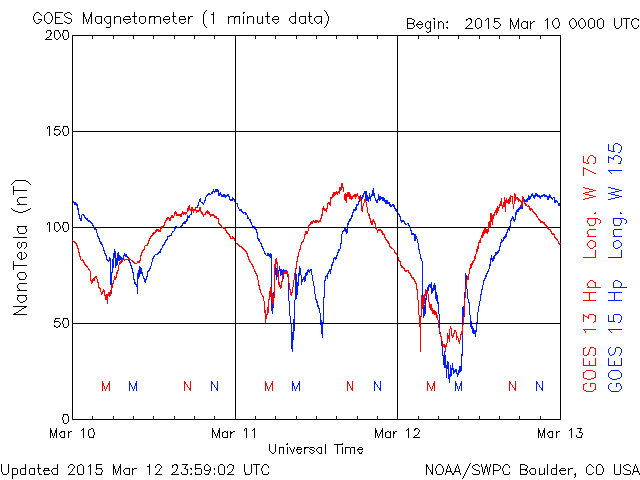 GOES Magnetometer (1 minute data)
Begin: 2015 Mar 10 0000 UTC
200
150
100
50
0
NanoTesla (nT)
M M N N M M N N M M N N
Mar 10 Mar 11 Mar 12 Mar 13
Universal Time
GOES 13 Hp Long. W 75
GOES 15 Hp Long. W 135
Updated 2015 Mar 12 23:59:02 UTC
NOAA/SWPC Boulder, CO USA